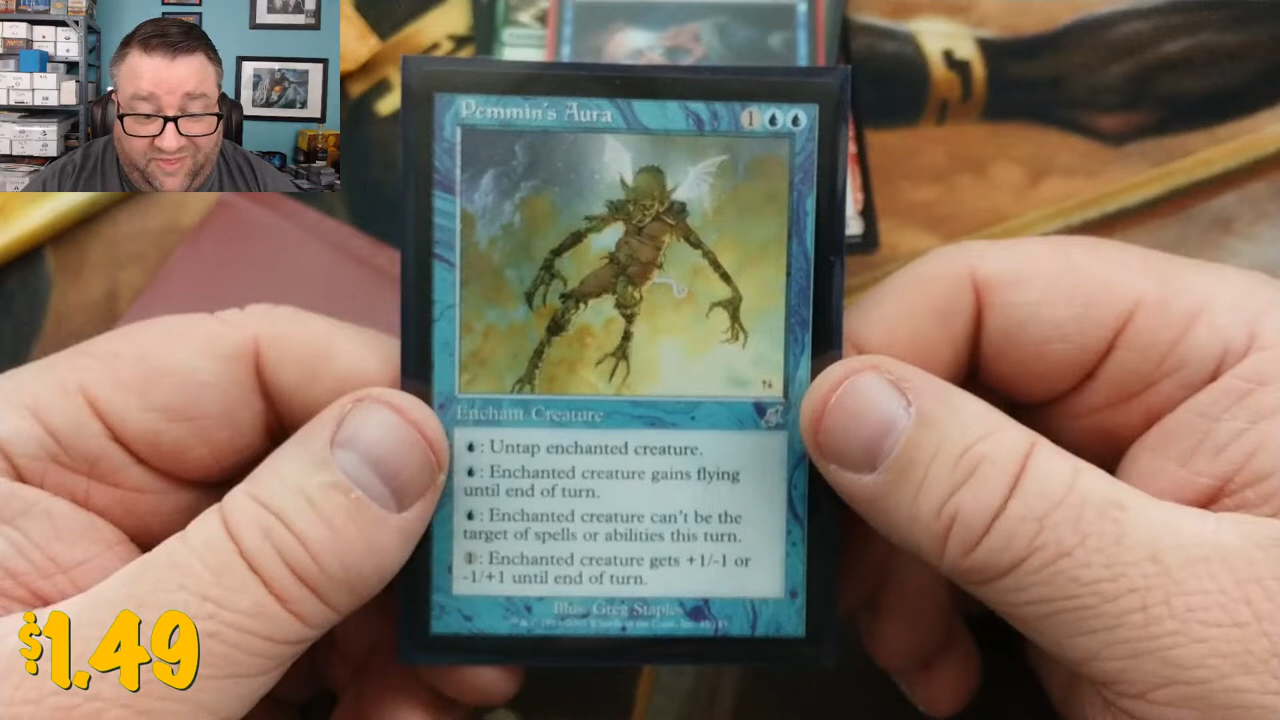 Pemmin's Aura
1
Enchant Creature
: Untap enchanted creature.
: Enchanted creature gains flying
until end of turn.
: Enchanted creature can't be the
target of spells or abilities this turn.
1: Enchanted creature gets +1/-1 or
-1/+1 until end of turn.
Illus. Greg Staples
$1.49